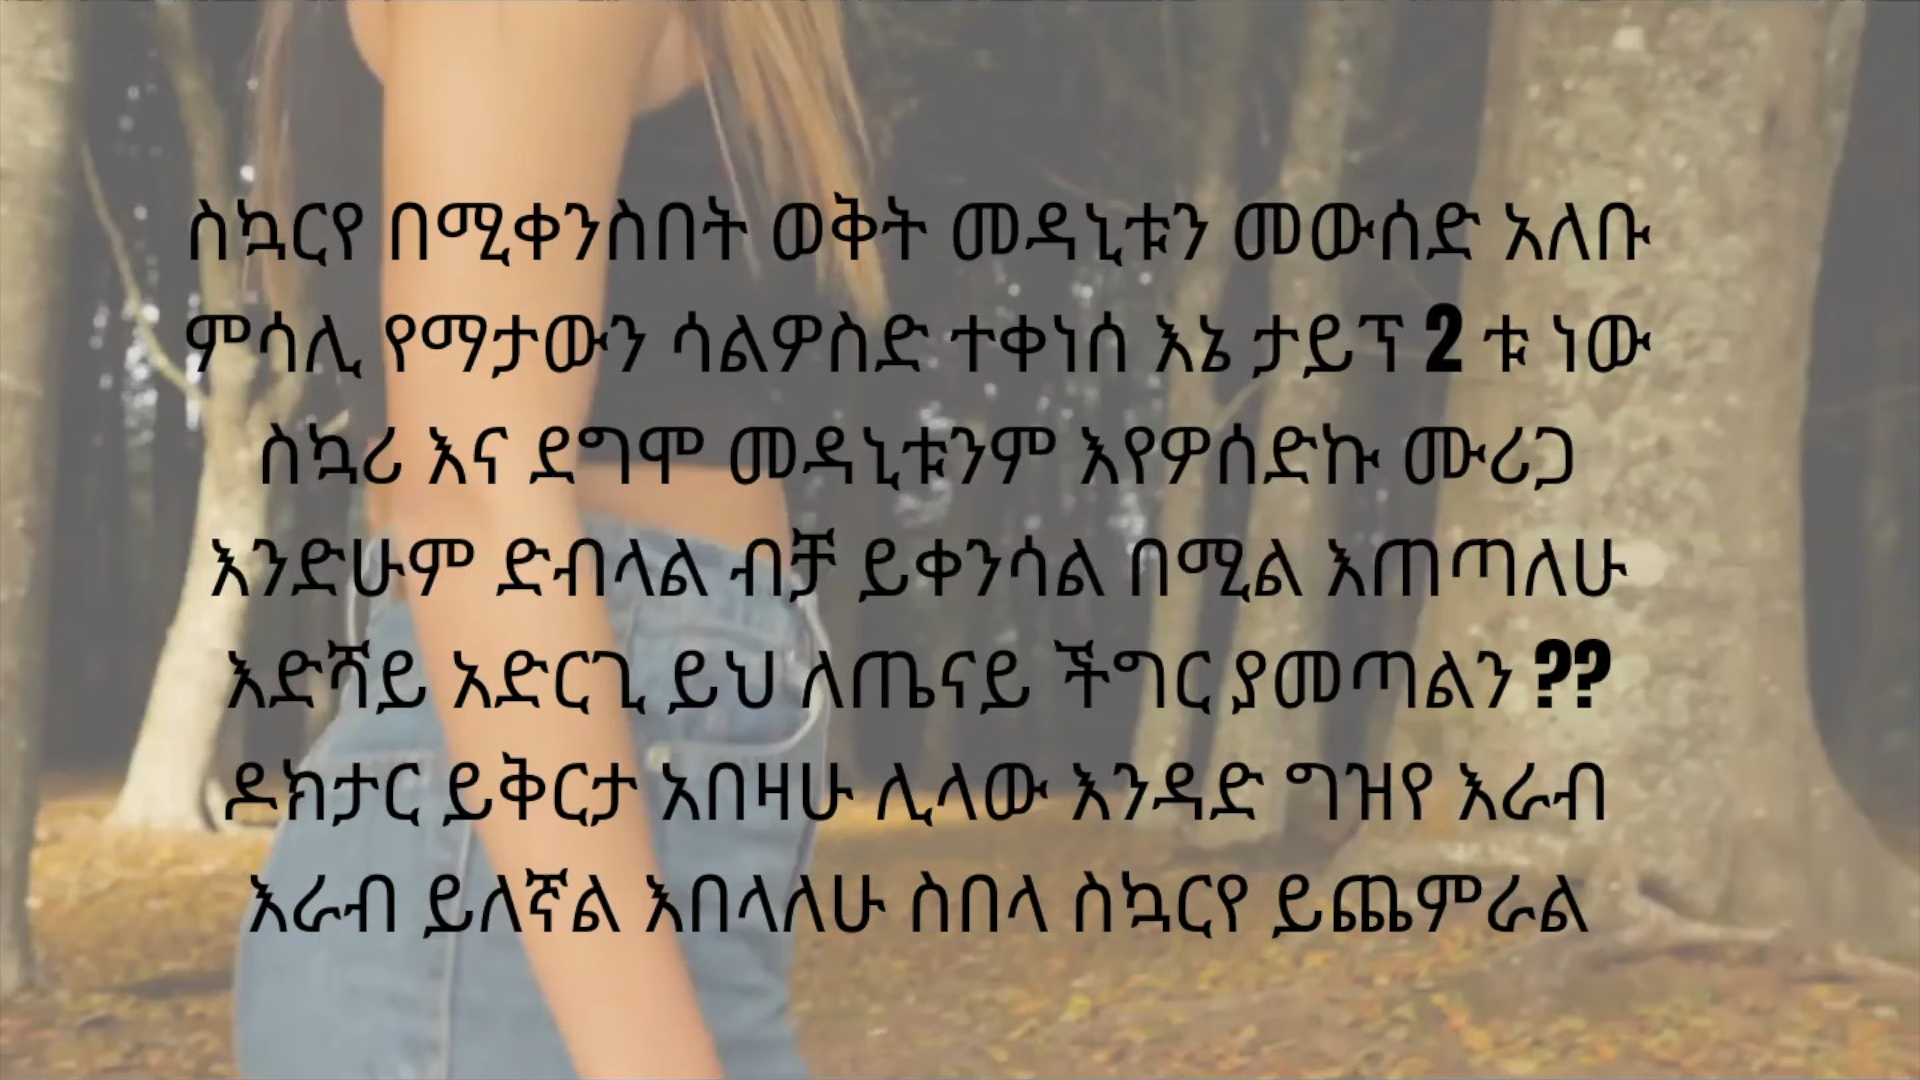 ስኳርየ በሚቀንስበት ወቅት መዳኒቱን መውሰድ አለቡ
ምሳሊ የማታውን ሳልዎስድ ተቀነሰ እኔ ታይፕ 2 ቱ ነው
ስኳሪ እና ደግሞ መዳኒቱንም እየዎሰድኩ ሙሪጋ
እንድሁም ድብላል ብቻ ይቀንሳል በሚል እጠጣለሁ
እድሻይ አድርጊ ይህ ለጤናይ ችግር ያመጣልን ??
ዶክታር ይቅርታ አበዛሁ ሊላው እንዳድ ግዝየ እራብ
እራብ ይለኛል እበላለሁ ስበላ ስኳርየ ይጨምራል